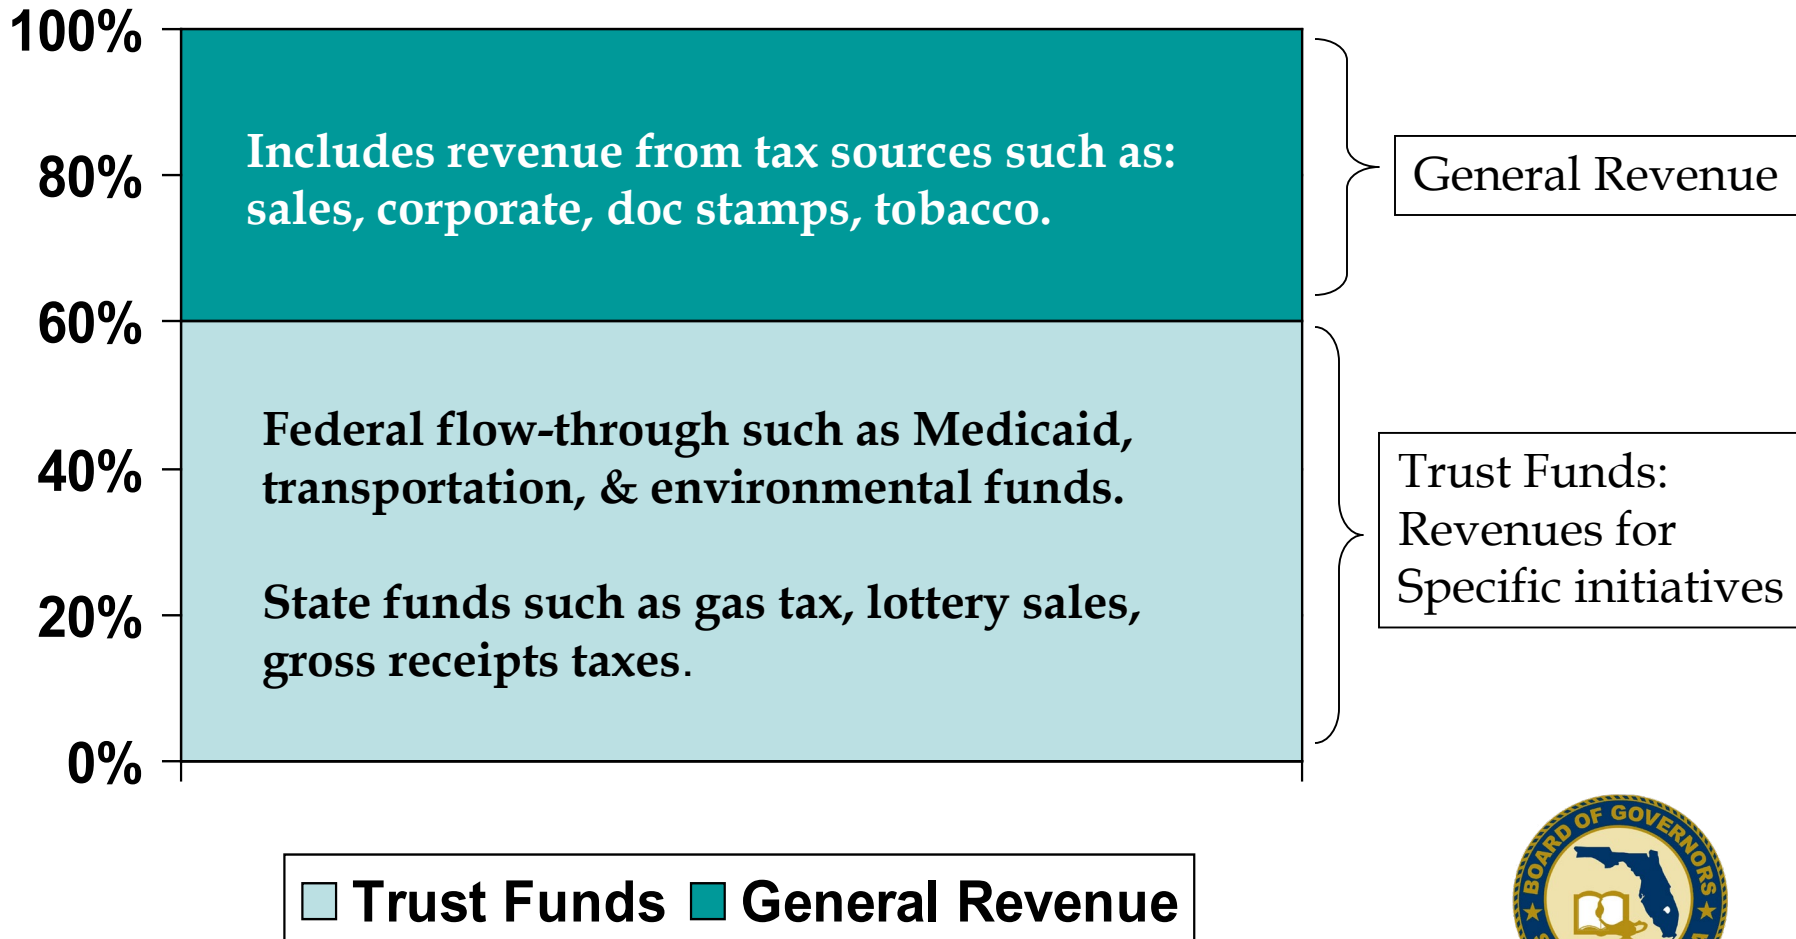 100%
80%
60%
40%
20%
0%
Includes revenue from tax sources such as:
sales, corporate, doc stamps, tobacco.
General Revenue
Federal flow-through such as Medicaid,
transportation, & environmental funds.
State funds such as gas tax, lottery sales,
gross receipts taxes.
Trust Funds:
Revenues for
Specific initiatives
Trust Funds General Revenue
BOARD OF GOVERNORS